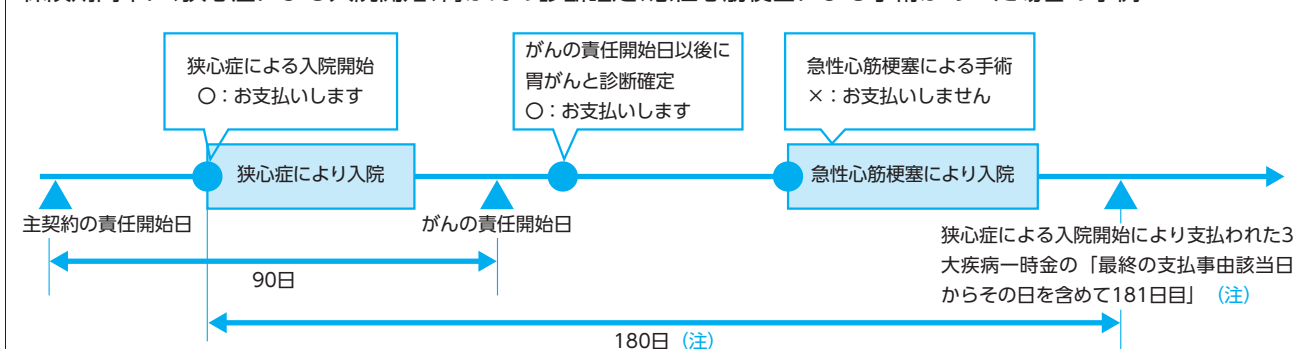 狭心症による入院開始
○：お支払いします
がんの責任開始日以後に
胃がんと診断確定
○：お支払いします
急性心筋梗塞による手術
×：お支払いしません
狭心症により入院
急性心筋梗塞により入院
主契約の責任開始日
がんの責任開始日
90日
狭心症による入院開始により支払われた3
大疾病一時金の「最終の支払事由該当日
からその日を含めて181日目」（注）
180日（注）